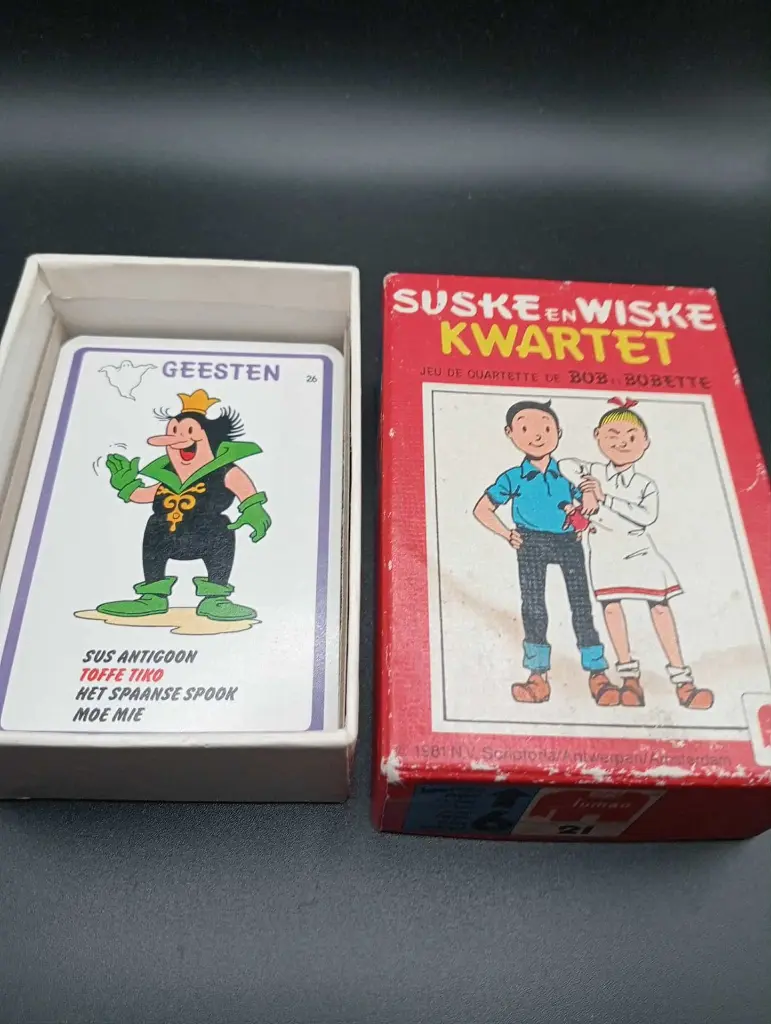 GEESTEN
26
SUS ANTIGOON
TOFFE TIKO
HET SPAANSE SPOOK
MOE MIE
SUSKE EN WISKE
KWARTET
JEU DE QUARTETTE DE BOB ET BOBETTE
© 1981 N.V. Scriptoria/Antwerpen/Amsterdam
6
jumbo
21